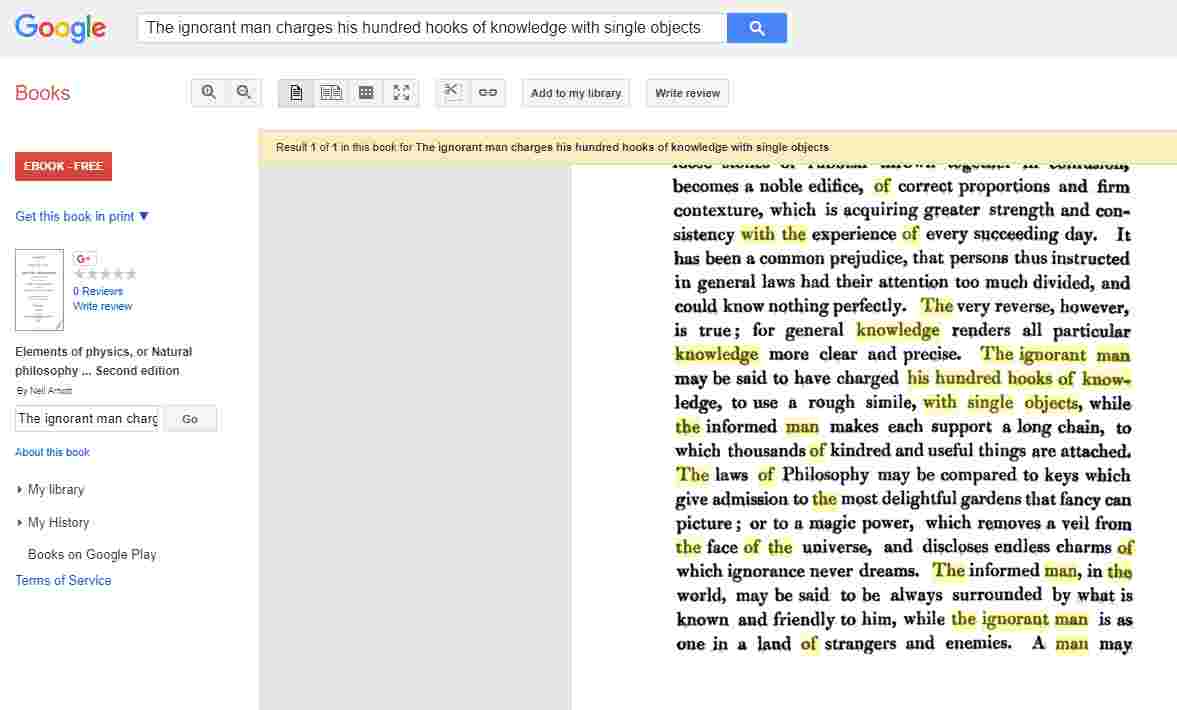 Google
The ignorant man charges his hundred hooks of knowledge with single objects
Books
Add to my library
Write review
Result 1 of 1 in this book for The ignorant man charges his hundred hooks of knowledge with single objects
EBOOK - FREE
Get this book in print ▼
G+
0 Reviews
Write review
Elements of physics, or Natural
philosophy ... Second edition
By Neil Arnott
The ignorant man charg
Go
About this book
My library
My History
Books on Google Play
Terms of Service
becomes a noble edifice, of correct proportions and firm
contexture, which is acquiring greater strength and con-
sistency with the experience of every succeeding day. It
has been a common prejudice, that persons thus instructed
in general laws had their attention too much divided, and
could know nothing perfectly. The very reverse, however,
is true; for general knowledge renders all particular
knowledge more clear and precise. The ignorant man
may be said to have charged his hundred hooks of know-
ledge, to use a rough simile, with single objects, while
the informed man makes each support a long chain, to
which thousands of kindred and useful things are attached.
The laws of Philosophy may be compared to keys which
give admission to the most delightful gardens that fancy can
picture; or to a magic power, which removes a veil from
the face of the universe, and discloses endless charms of
which ignorance never dreams. The informed man, in the
world, may be said to be always surrounded by what is
known and friendly to him, while the ignorant man is as
one in a land of strangers and enemies. A man may